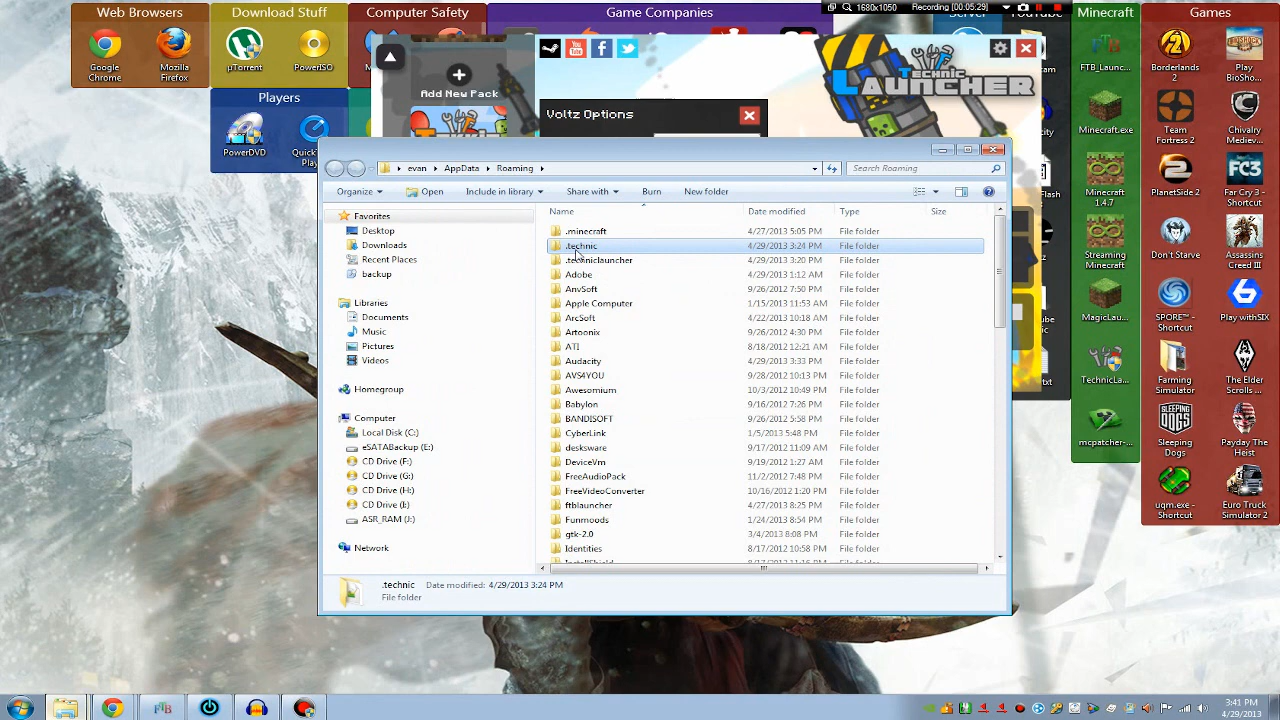 Web Browsers
Download Stuff
Computer Safety
Game Companies
1680x1050
Recording [00:05:29]
Minecraft
Games
Google Chrome
Mozilla Firefox
µTorrent
PowerISO
Players
PowerDVD
Add New Pack
Technic
Launcher
Voltz Options
evan
AppData
Roaming
Search Roaming
Organize
Open
Include in library
Share with
Burn
New folder
Name
Date modified
Type
Size
Favorites
Desktop
Downloads
Recent Places
backup
Libraries
Documents
Music
Pictures
Videos
Homegroup
Computer
Local Disk (C:)
eSATABackup (E:)
CD Drive (F:)
CD Drive (G:)
CD Drive (H:)
CD Drive (I:)
ASR_RAM (J:)
Network
.minecraft 4/27/2013 5:05 PM File folder
.technic 4/29/2013 3:24 PM File folder
.techniclauncher 4/29/2013 3:20 PM File folder
Adobe 4/29/2013 1:12 AM File folder
AnvSoft 9/26/2012 7:50 PM File folder
Apple Computer 1/15/2013 11:53 AM File folder
ArcSoft 4/22/2013 10:18 AM File folder
Artoonix 9/26/2012 4:30 PM File folder
ATI 8/18/2012 12:21 AM File folder
Audacity 4/29/2013 3:33 PM File folder
AVS4YOU 9/28/2012 10:13 PM File folder
Awesomium 10/3/2012 10:49 PM File folder
Babylon 9/16/2012 7:26 PM File folder
BANDISOFT 9/26/2012 5:58 PM File folder
CyberLink 1/5/2013 5:48 PM File folder
desksware 9/17/2012 11:09 AM File folder
DeviceVm 9/19/2012 1:27 AM File folder
FreeAudioPack 11/2/2012 7:48 PM File folder
FreeVideoConverter 10/16/2012 1:20 PM File folder
ftblauncher 4/27/2013 8:25 PM File folder
Funmoods 1/24/2013 8:54 PM File folder
gtk-2.0 3/4/2013 8:08 PM File folder
Identities 8/17/2012 10:58 PM File folder
.technic Date modified: 4/29/2013 3:24 PM
File folder
FTB_Launc...
Minecraft.exe
Minecraft 1.4.7
Streaming Minecraft
MagicLau...
TechnicLa...
mcpatcher-...
Borderlands 2
Play BioSho...
Team Fortress 2
Chivalry Mediev...
PlanetSide 2
Far Cry 3 - Shortcut
Don't Starve
Assassins Creed III
SPORE™ - Shortcut
Play withSIX
Farming Simulator
The Elder Scrolls ...
Sleeping Dogs
Payday The Heist
uqm.exe - Shortcut
Euro Truck Simulator 2
FTB
3:41 PM
4/29/2013